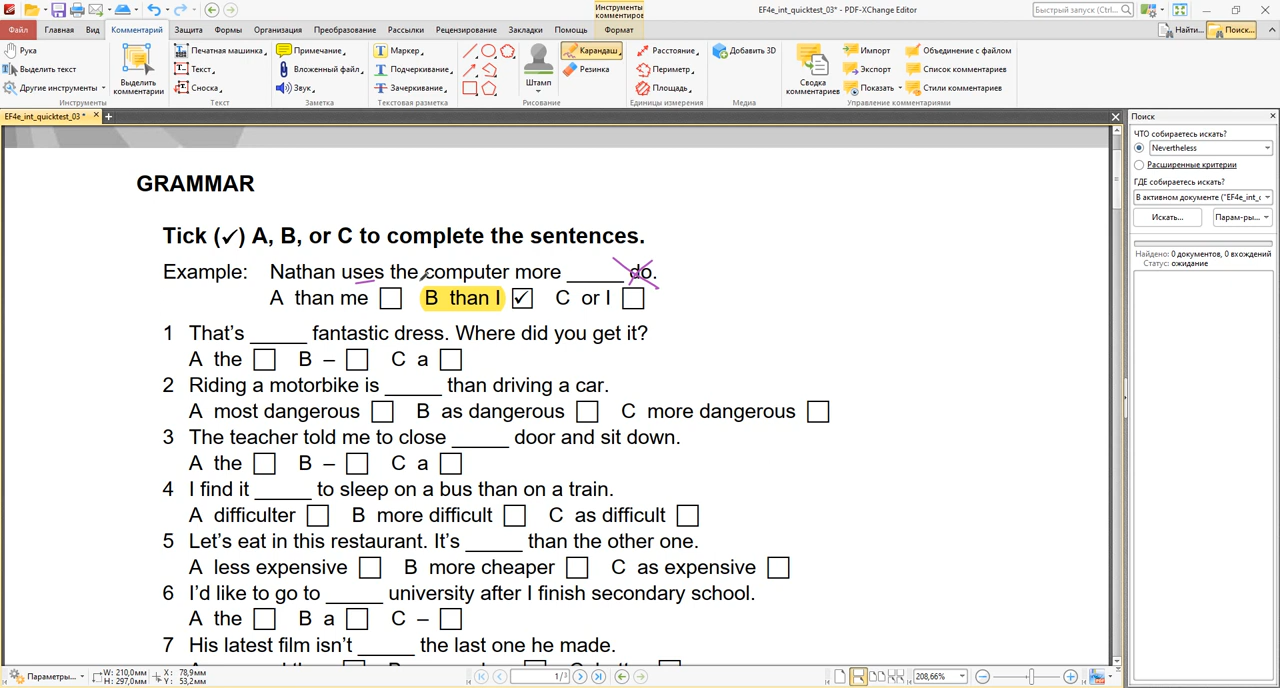 Инструменты комментиров
EF4e_int_quicktest_03* - PDF-XChange Editor
Быстрый запуск (Ctrl...
Файл Главная Вид Комментарий Защита Формы Организация Преобразование Рассылки Рецензирование Закладки Помощь Формат Найти... Поиск...
Рука
Выделить текст
Другие инструменты
Инструменты
Выделить комментарии
Печатная машинка
Текст
Сноска
Текст
Примечание
Вложенный файл
Звук
Заметка
Маркер
Подчеркивание
Зачеркивание
Текстовая разметка
Штамп
Карандаш
Резинка
Рисование
Расстояние
Периметр
Площадь
Единицы измерения
Добавить 3D
Медиа
Сводка комментариев
Импорт
Экспорт
Показать
Объединение с файлом
Список комментариев
Стили комментариев
Управление комментариями
EF4e_int_quicktest_03 *
GRAMMAR
Tick (✓) A, B, or C to complete the sentences.
Example: Nathan uses the computer more _____ do.
A than me B than I ✓ C or I
1 That’s _____ fantastic dress. Where did you get it?
A the B – C a
2 Riding a motorbike is _____ than driving a car.
A most dangerous B as dangerous C more dangerous
3 The teacher told me to close _____ door and sit down.
A the B – C a
4 I find it _____ to sleep on a bus than on a train.
A difficulter B more difficult C as difficult
5 Let’s eat in this restaurant. It’s _____ than the other one.
A less expensive B more cheaper C as expensive
6 I’d like to go to _____ university after I finish secondary school.
A the B a C –
7 His latest film isn’t _____ the last one he made.
Поиск
ЧТО собираетесь искать?
Nevertheless
Расширенные критерии
ГДЕ собираетесь искать?
В активном документе ("EF4e_int_q
Искать... Парам-ры...
Найдено: 0 документов, 0 вхождений
Статус: ожидание
Параметры...
W: 210,0мм
H: 297,0мм
X: 78,9мм
Y: 53,2мм
1/3
208,66%